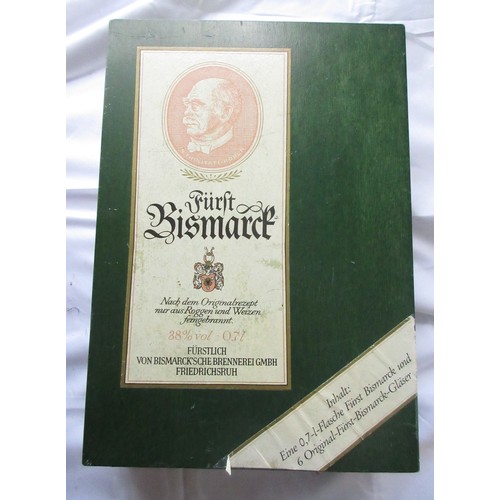 Fürst
Bismarck
Nach dem Originalrezept
nur aus Roggen und Weizen
feingebrannt.
38% vol · 0,7 l
FÜRSTLICH
VON BISMARCK'SCHE BRENNEREI GMBH
FRIEDRICHSRUH
Inhalt:
Eine 0,7-l-Flasche Fürst Bismarck und
6 Original-Fürst-Bismarck-Gläser